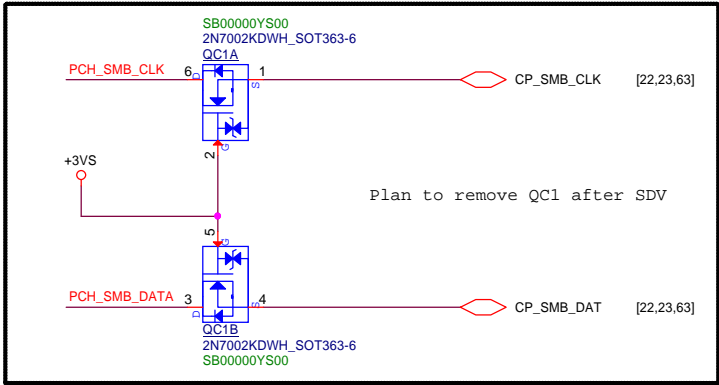 SB00000YS00
2N7002KDWH_SOT363-6
QC1A
PCH_SMB_CLK 6 D 1 S CP_SMB_CLK [22,23,63]
2 G
+3VS
Plan to remove QC1 after SDV
5 G
PCH_SMB_DATA 3 D 4 S CP_SMB_DAT [22,23,63]
QC1B
2N7002KDWH_SOT363-6
SB00000YS00